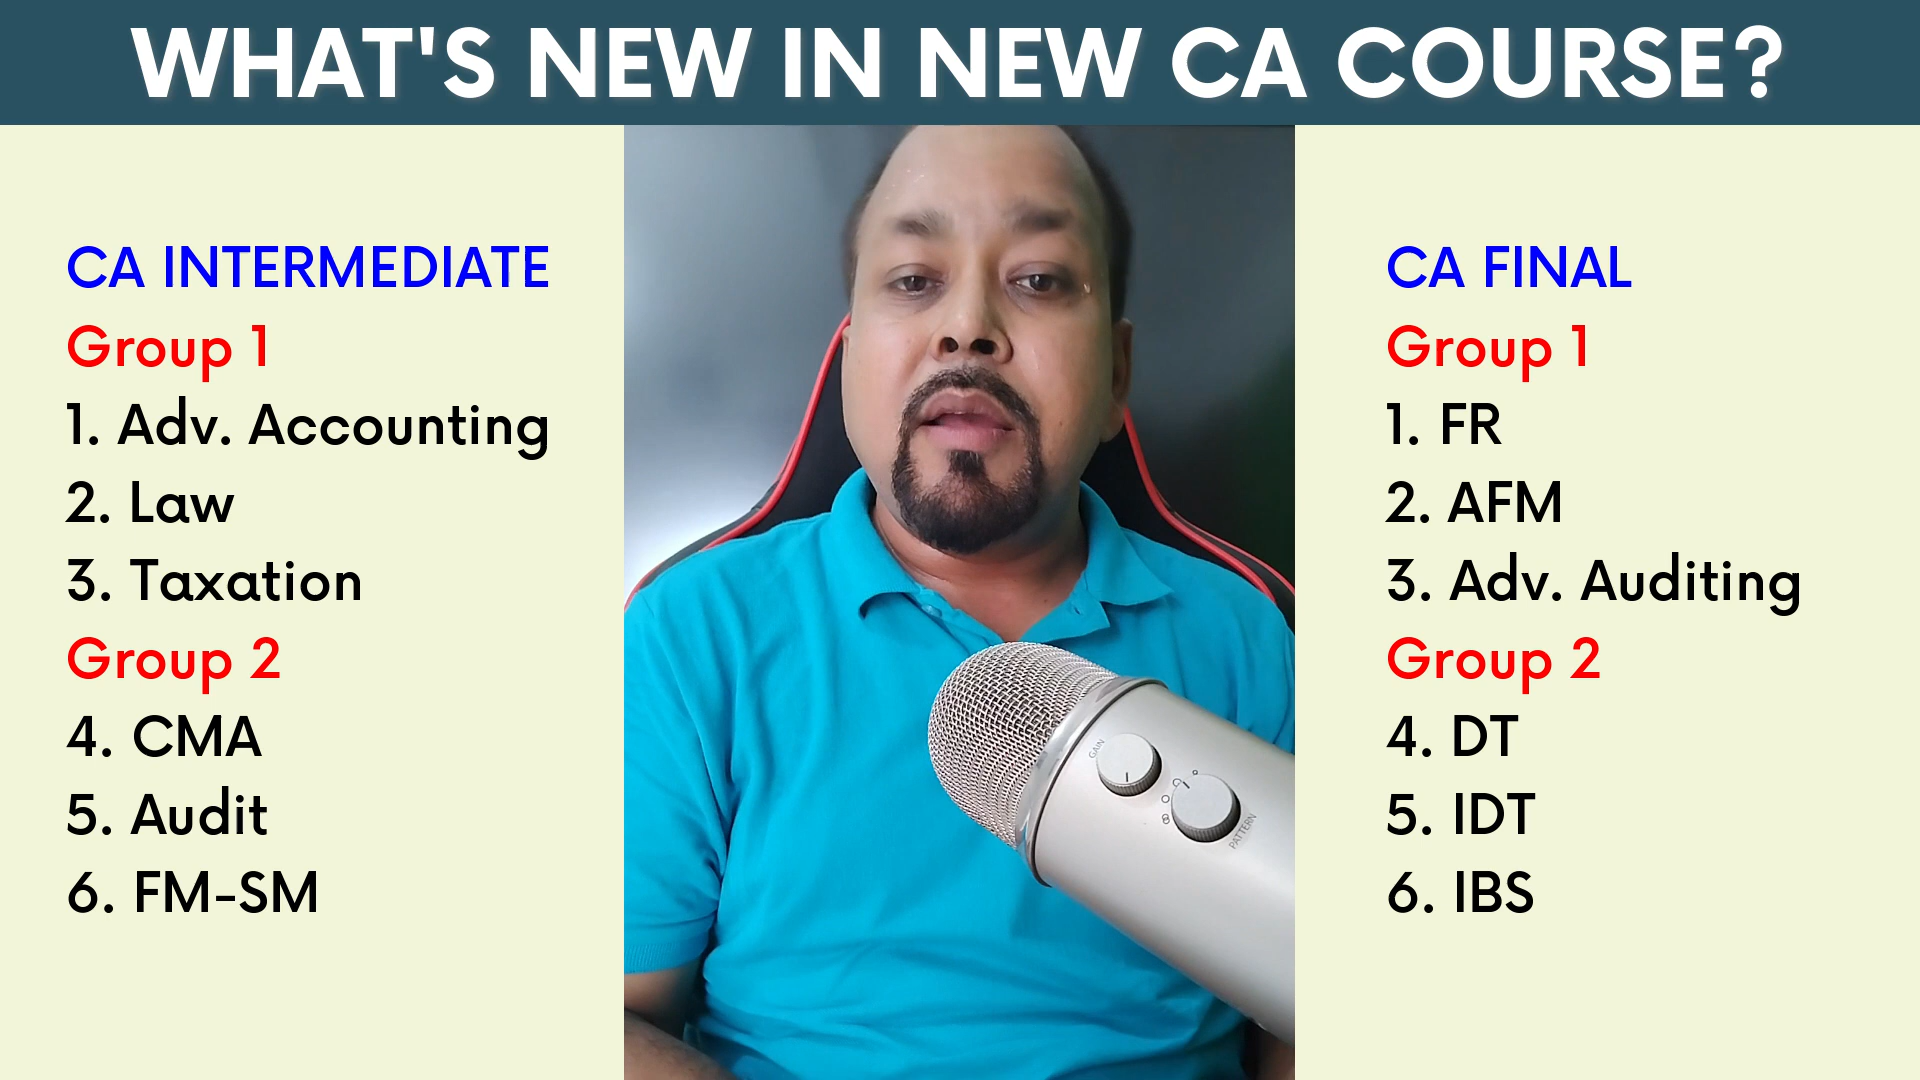 WHAT'S NEW IN NEW CA COURSE?
CA INTERMEDIATE
Group 1
1. Adv. Accounting
2. Law
3. Taxation
Group 2
4. CMA
5. Audit
6. FM-SM
CA FINAL
Group 1
1. FR
2. AFM
3. Adv. Auditing
Group 2
4. DT
5. IDT
6. IBS
GAIN
PATTERN